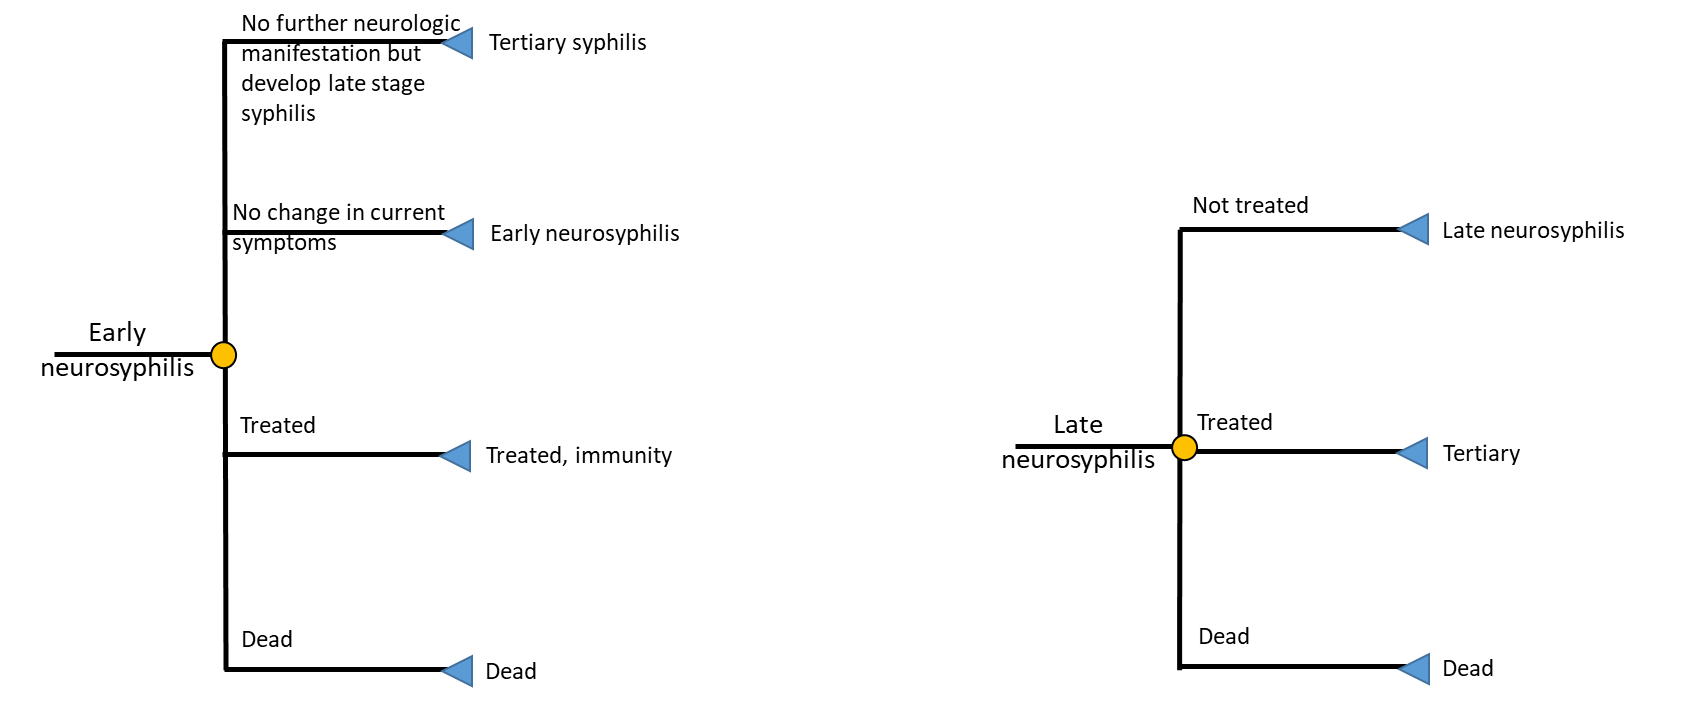 No further neurologic
manifestation but
develop late stage
syphilis
Tertiary syphilis
No change in current
symptoms
Early neurosyphilis
Early
neurosyphilis
Treated
Treated, immunity
Dead
Dead
Not treated
Late neurosyphilis
Late
neurosyphilis
Treated
Tertiary
Dead
Dead